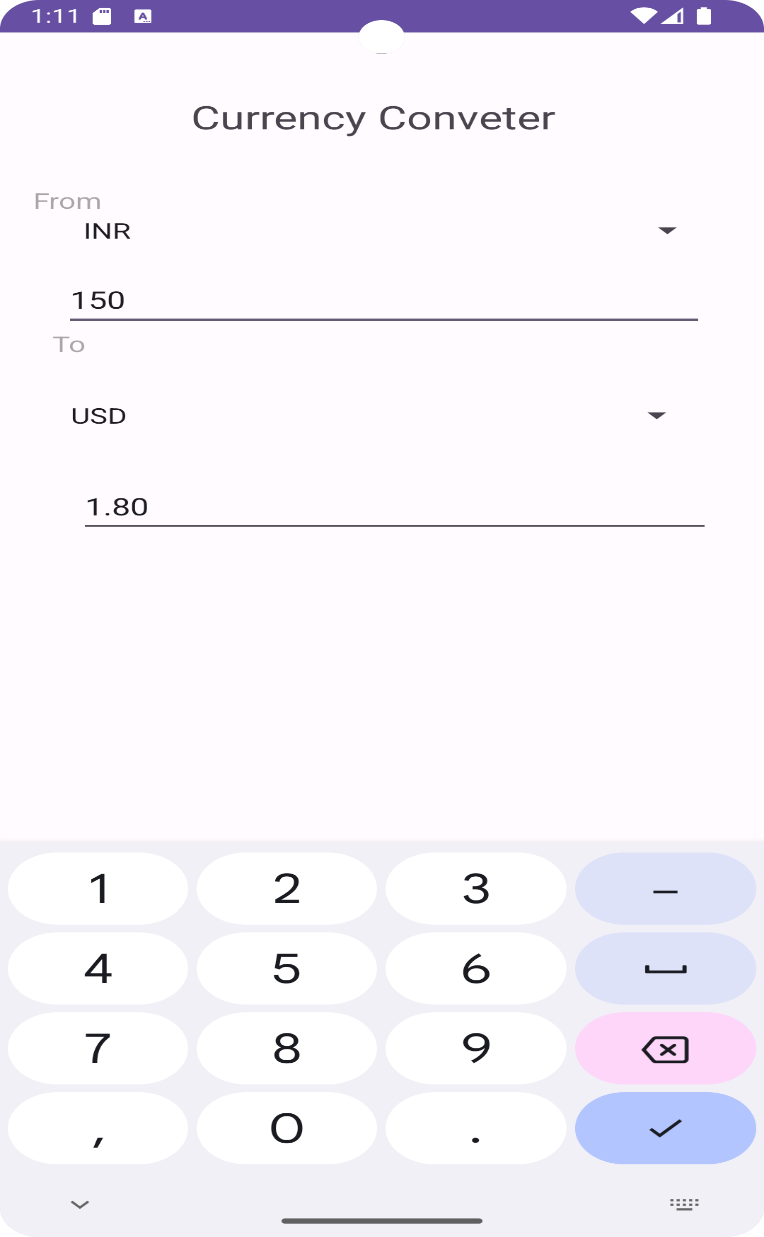 1:11
A
Currency Conveter
From
INR
150
To
USD
1.80
1 2 3 –
4 5 6
7 8 9
, 0 .